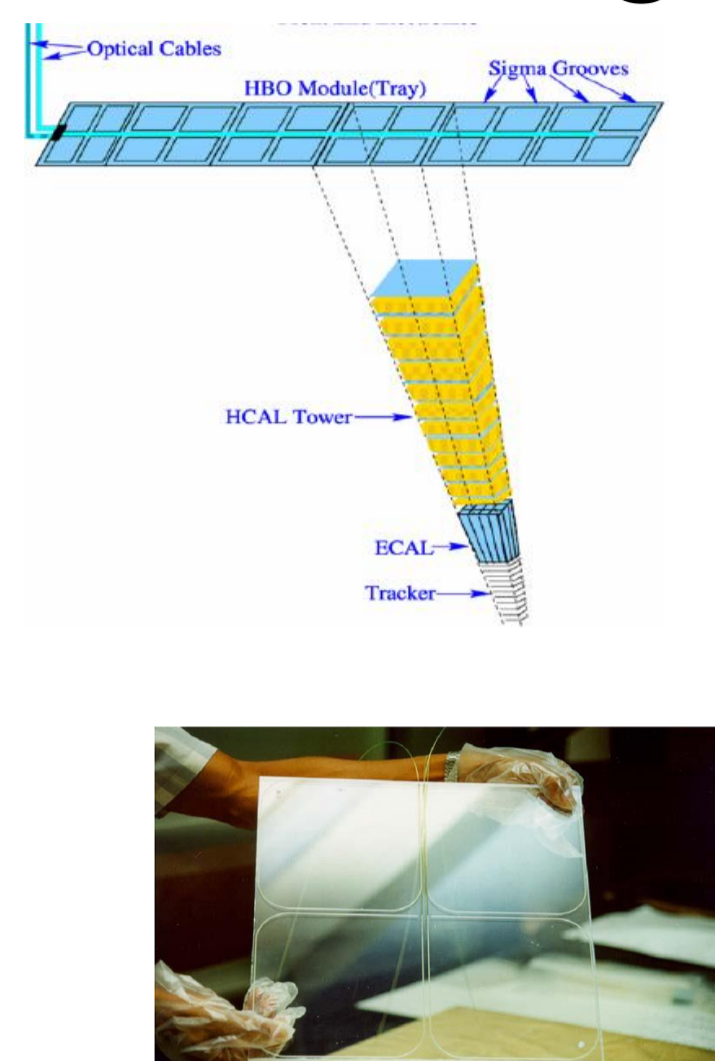 Optical Cables
Sigma Grooves
HBO Module(Tray)
HCAL Tower
ECAL
Tracker